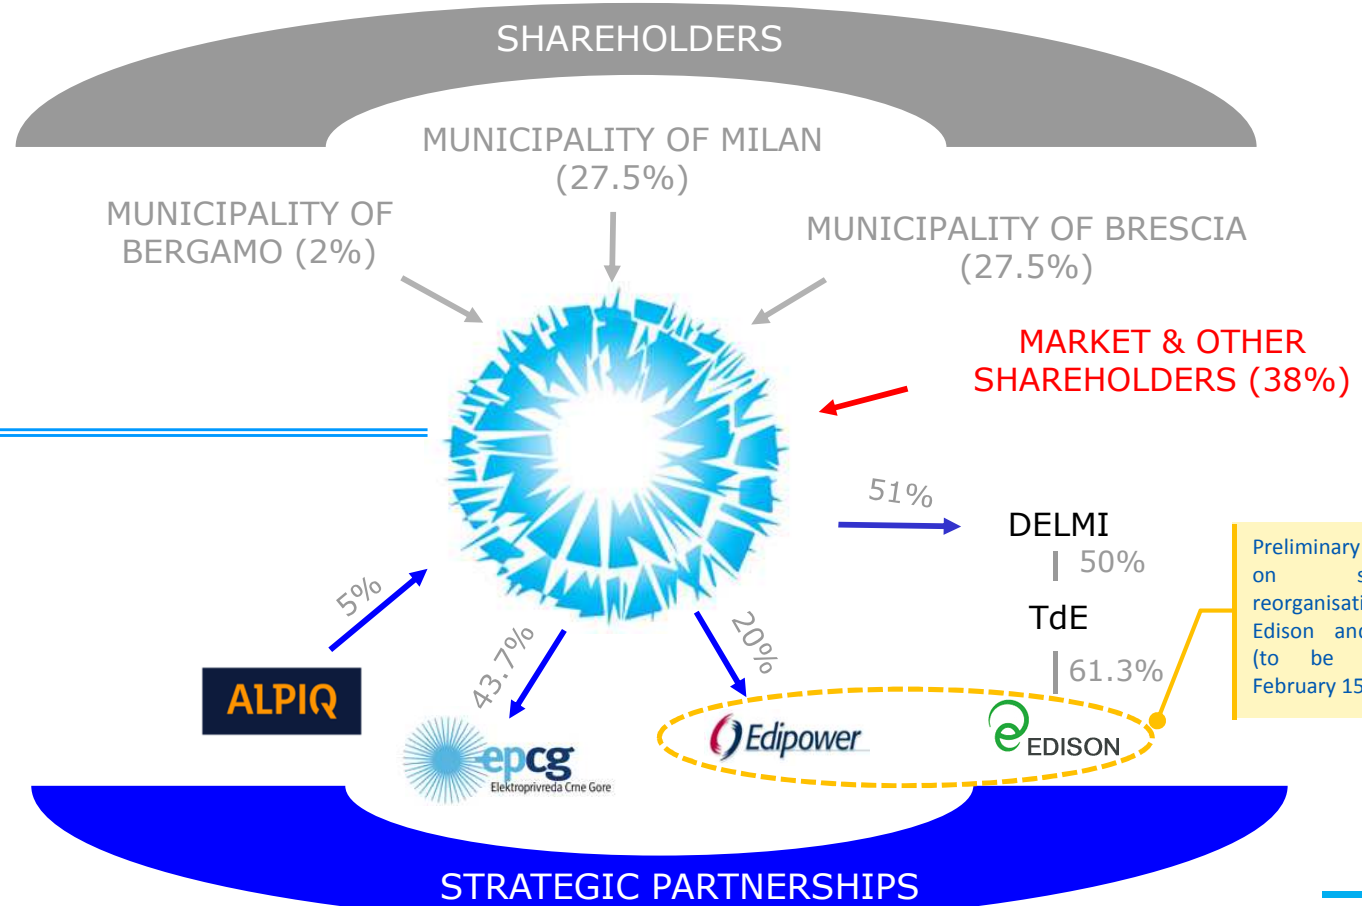 SHAREHOLDERS
MUNICIPALITY OF MILAN
(27.5%)
MUNICIPALITY OF
BERGAMO (2%)
MUNICIPALITY OF BRESCIA
(27.5%)
MARKET & OTHER
SHAREHOLDERS (38%)
51%
DELMI
50%
TdE
61.3%
Preliminary
on
Edison
(to be
February 15
5%
43.7%
20%
ALPIQ
epcg
Elektroprivreda Crne Gore
Edipower
EDISON
STRATEGIC PARTNERSHIPS